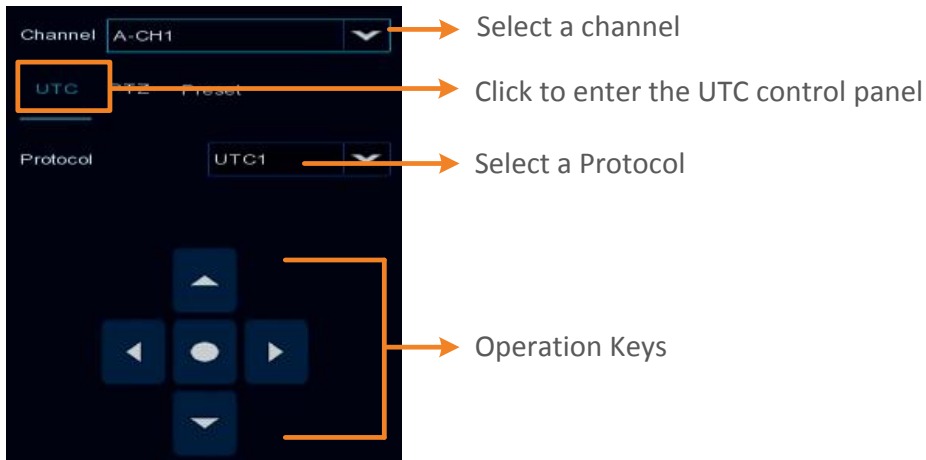 Channel A-CH1 Select a channel
UTC PTZ Preset Click to enter the UTC control panel
Protocol UTC1 Select a Protocol
Operation Keys